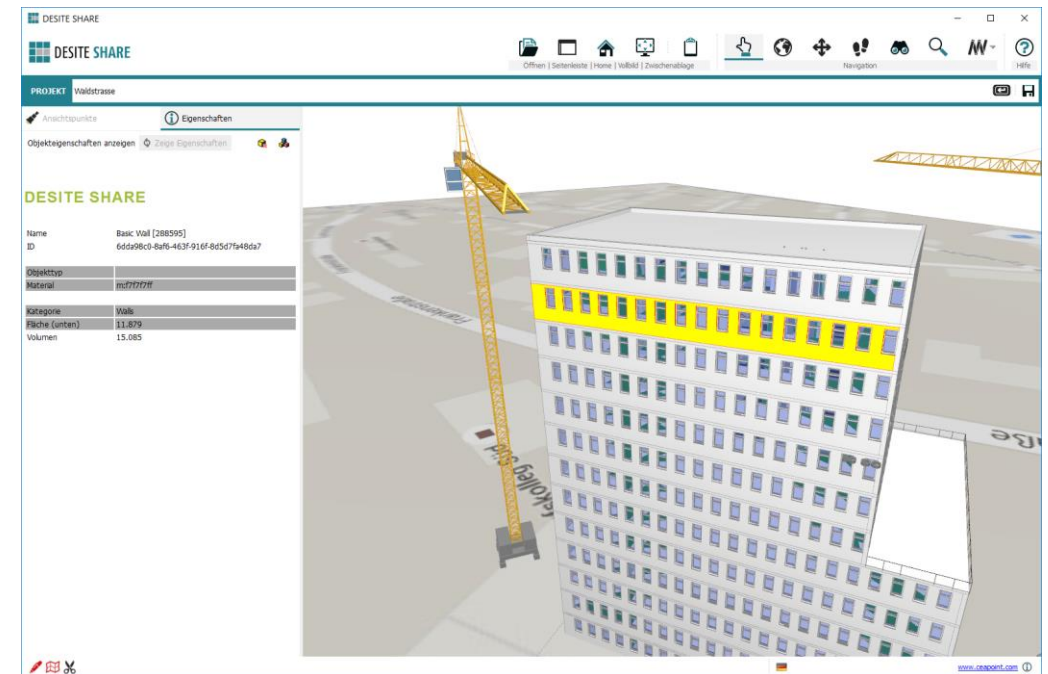 DESITE SHARE
DESITE SHARE
Öffnen | Seitenleiste | Home | Vollbild | Zwischenablage
Navigation
Hilfe
PROJEKT Waldstrasse
Ansichtspunkte
Eigenschaften
Objekteigenschaften anzeigen Zeige Eigenschaften
DESITE SHARE
Name Basic Wall [288595]
ID 6dda98c0-8af6-463f-916f-8d5d7fa48da7
Objekttyp
Material m:f7f7f7ff
Kategorie Walls
Fläche (unten) 11.879
Volumen 15.085
Frankenstraße
www.ceapoint.com